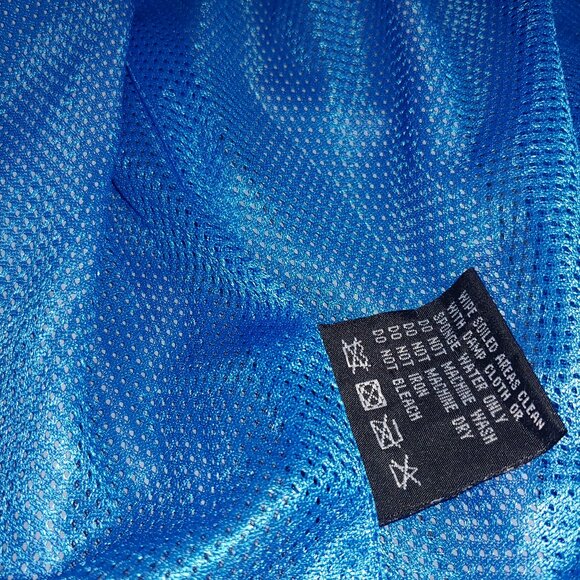 WIPE SOILED AREAS CLEAN
WITH DAMP CLOTH OR
SPONGE WATER ONLY
DO NOT MACHINE WASH
DO NOT MACHINE DRY
DO NOT IRON
DO NOT BLEACH